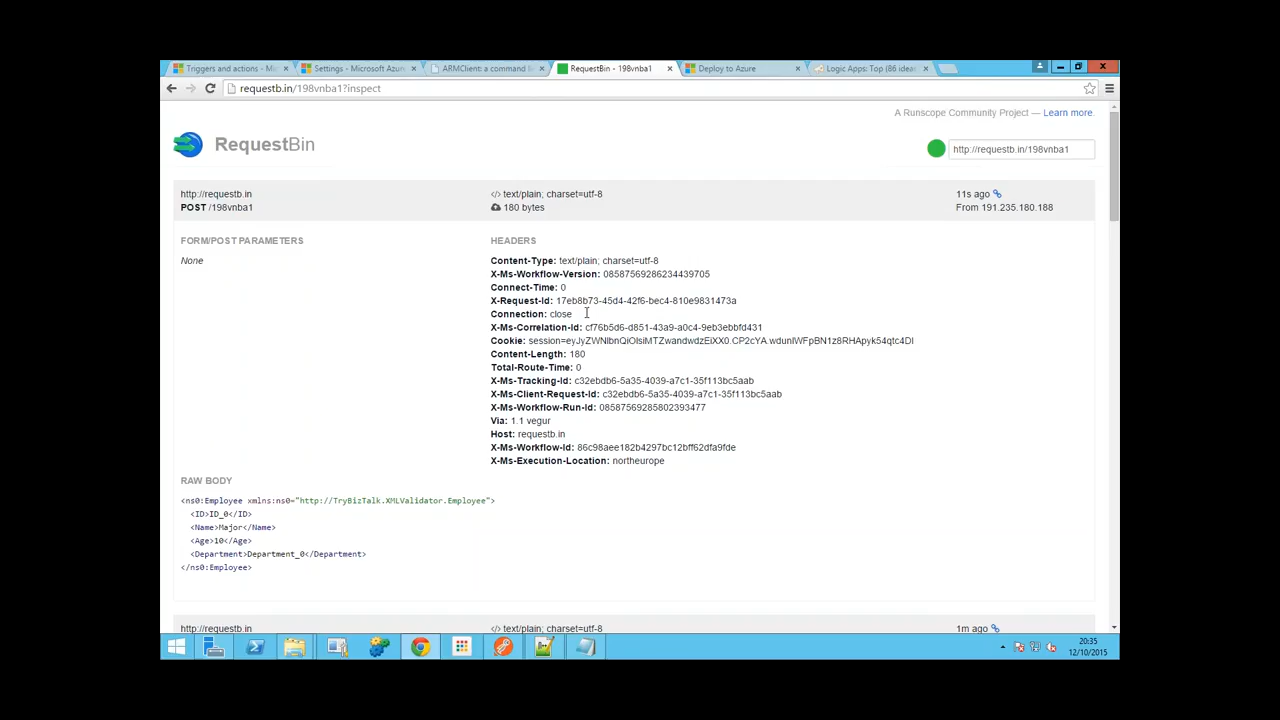 Triggers and actions - Mi
Settings - Microsoft Azure
ARMClient: a command l
RequestBin - 198vnba1
Deploy to Azure
Logic Apps: Top (86 ideas
requestb.in/198vnba1?inspect
A Runscope Community Project — Learn more.
RequestBin
http://requestb.in/198vnba1
http://requestb.in
text/plain; charset=utf-8
11s ago
POST /198vnba1
180 bytes
From 191.235.180.188
FORM/POST PARAMETERS
None
HEADERS
Content-Type: text/plain; charset=utf-8
X-Ms-Workflow-Version: 08587569286234439705
Connect-Time: 0
X-Request-Id: 17eb8b73-45d4-42f6-bec4-810e9831473a
Connection: close
X-Ms-Correlation-Id: cf76b5d6-d851-43a9-a0c4-9eb3ebbfd431
Cookie:
Content-Length: 180
Total-Route-Time: 0
X-Ms-Tracking-Id: c32ebdb6-5a35-4039-a7c1-35f113bc5aab
X-Ms-Client-Request-Id: c32ebdb6-5a35-4039-a7c1-35f113bc5aab
X-Ms-Workflow-Run-Id: 08587569285802393477
Via: 1.1 vegur
Host: requestb.in
X-Ms-Workflow-Id: 86c98aee182b4297bc12bff62dfa9fde
X-Ms-Execution-Location: northeurope
RAW BODY
<ns0:Employee xmlns:ns0="http://TryBizTalk.XMLValidator.Employee">
<ID>ID_0</ID>
<Name>Major</Name>
<Age>10</Age>
<Department>Department_0</Department>
</ns0:Employee>
http://requestb.in
text/plain; charset=utf-8
1m ago
20:35
12/10/2015